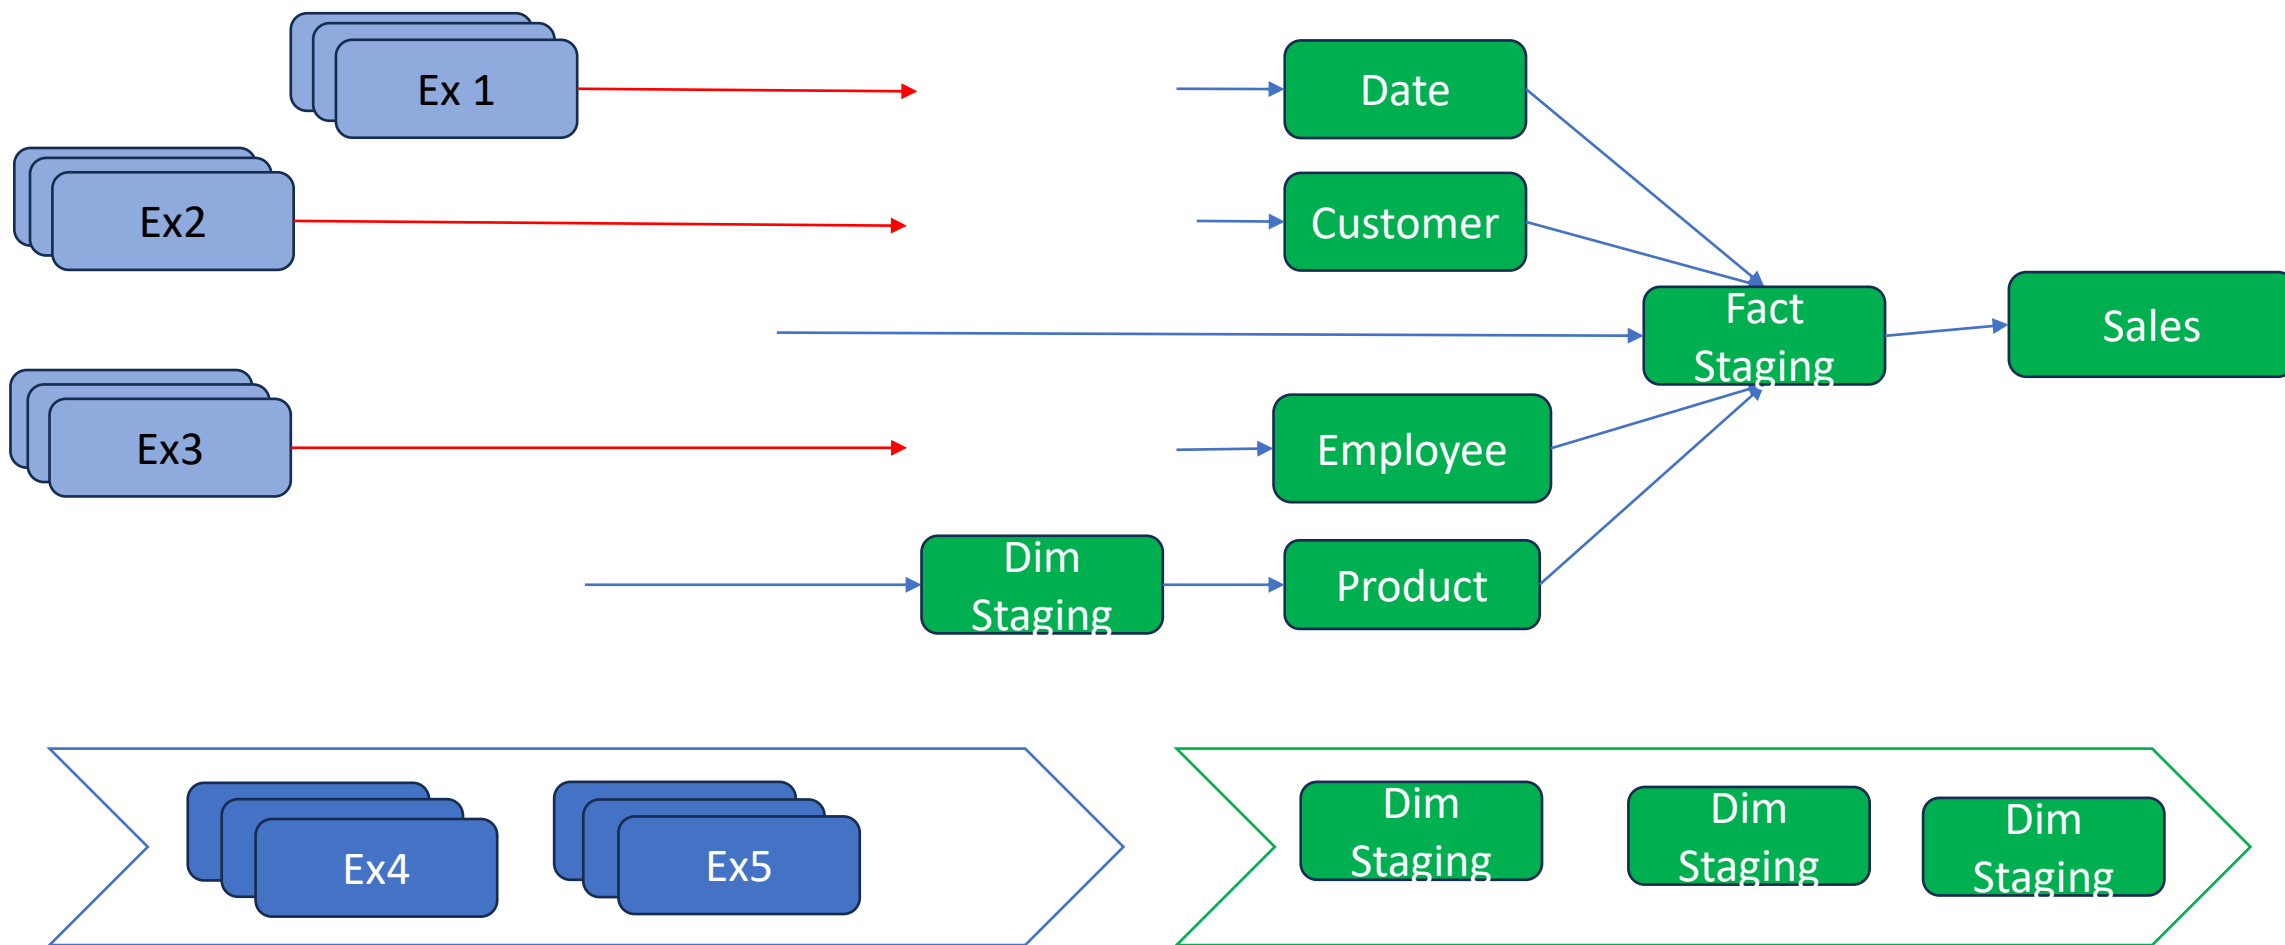 Ex 1
Date
Ex2
Customer
Fact
Staging
Sales
Ex3
Employee
Dim
Staging
Product
Ex4
Ex5
Dim
Staging
Dim
Staging
Dim
Staging